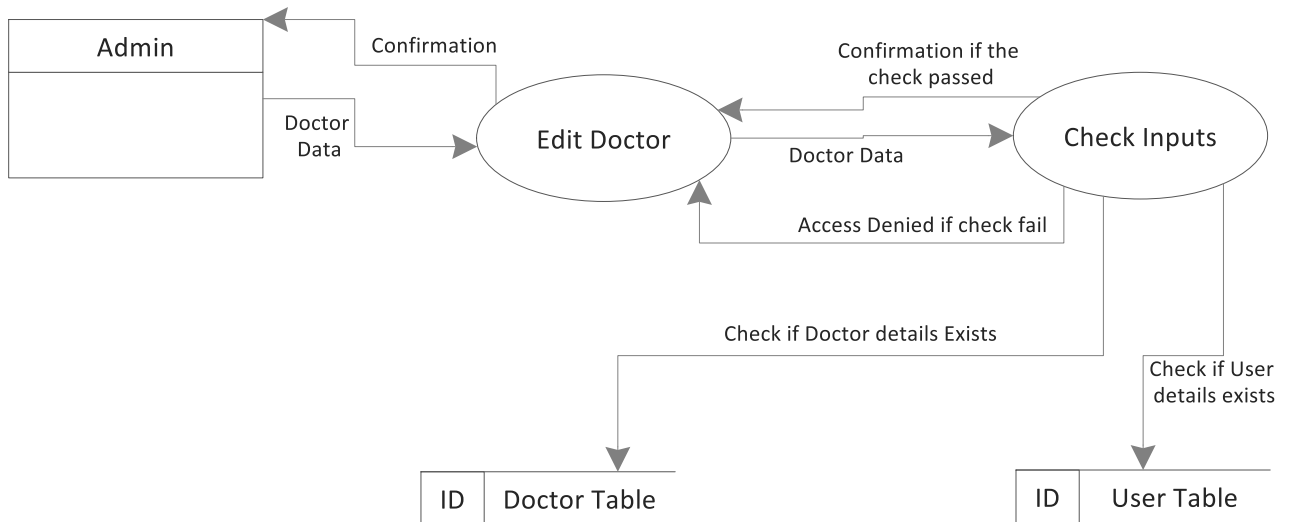 Admin
Confirmation
Doctor
Data
Edit Doctor
Confirmation if the
check passed
Doctor Data
Check Inputs
Access Denied if check fail
Check if Doctor details Exists
Check if User
details exists
ID Doctor Table
ID User Table